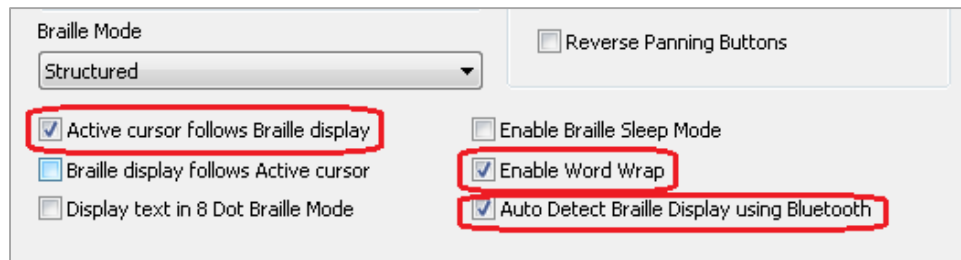 Braille Mode
Structured
Reverse Panning Buttons
Active cursor follows Braille display
Enable Braille Sleep Mode
Braille display follows Active cursor
Enable Word Wrap
Display text in 8 Dot Braille Mode
Auto Detect Braille Display using Bluetooth